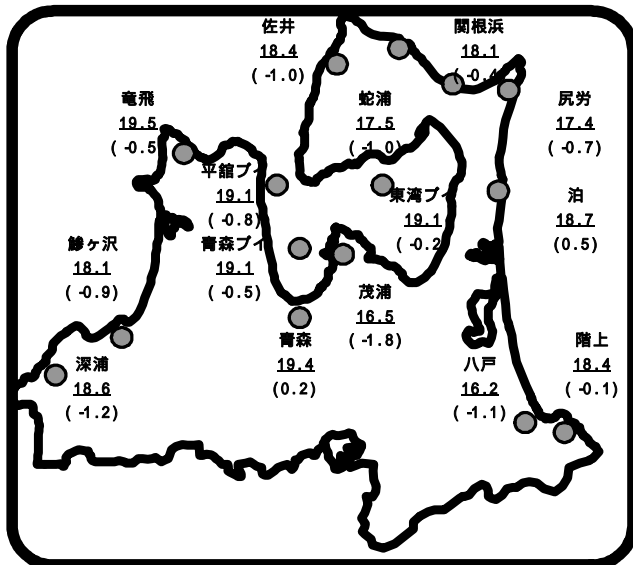 佐井
18.4
( -1.0)
関根浜
18.1
( -0.4
竜飛
19.5
( -0.5
蛇浦
17.5
( -1.0)
尻労
17.4
( -0.7)
平舘ブイ
19.1
( -0.8)
東湾ブイ
19.1
( -0.2
泊
18.7
(0.5)
鰺ヶ沢
18.1
( -0.9)
青森ブイ
19.1
( -0.5)
茂浦
16.5
( -1.8)
青森
19.4
(0.2)
深浦
18.6
( -1.2)
八戸
16.2
( -1.1)
階上
18.4
( -0.1)